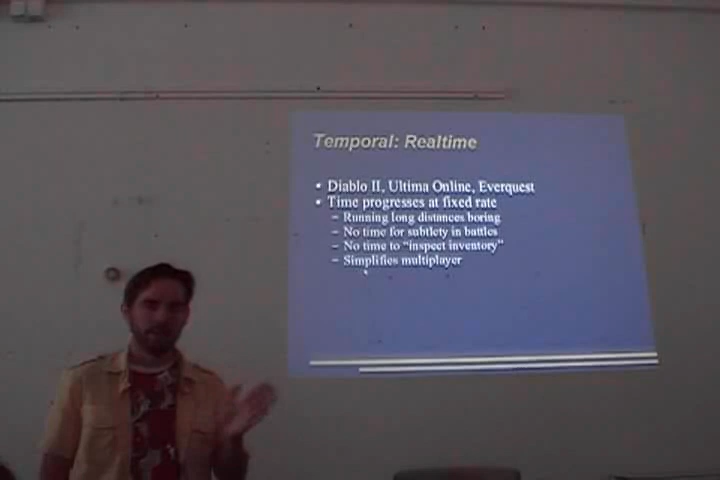 Temporal: Realtime
• Diablo II, Ultima Online, Everquest
• Time progresses at fixed rate
– Running long distances boring
– No time for subtlety in battles
– No time to "inspect inventory"
– Simplifies multiplayer